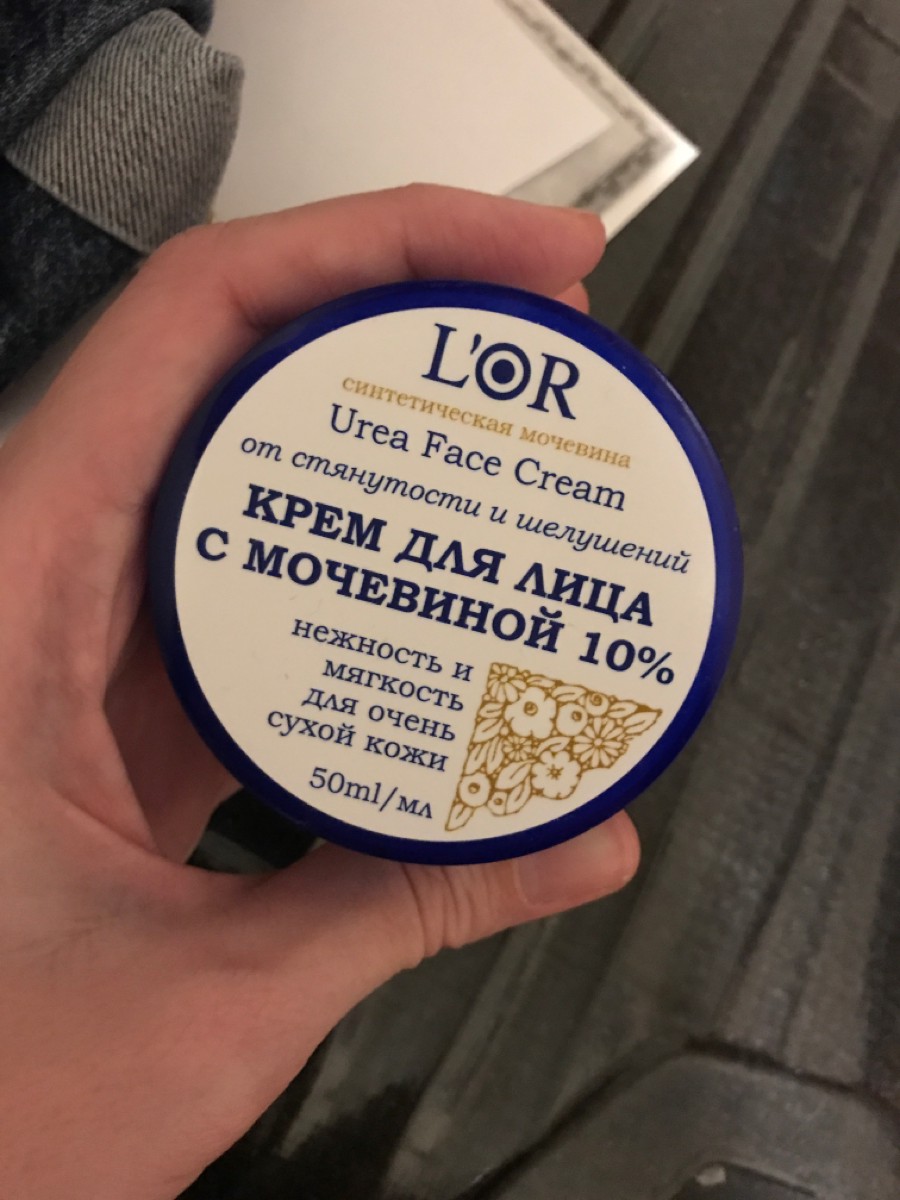 L'OR
синтетическая мочевина
Urea Face Cream
от стянутости и шелушений
КРЕМ ДЛЯ ЛИЦА
С МОЧЕВИНОЙ 10%
нежность и
мягкость
для очень
сухой кожи
50ml/мл